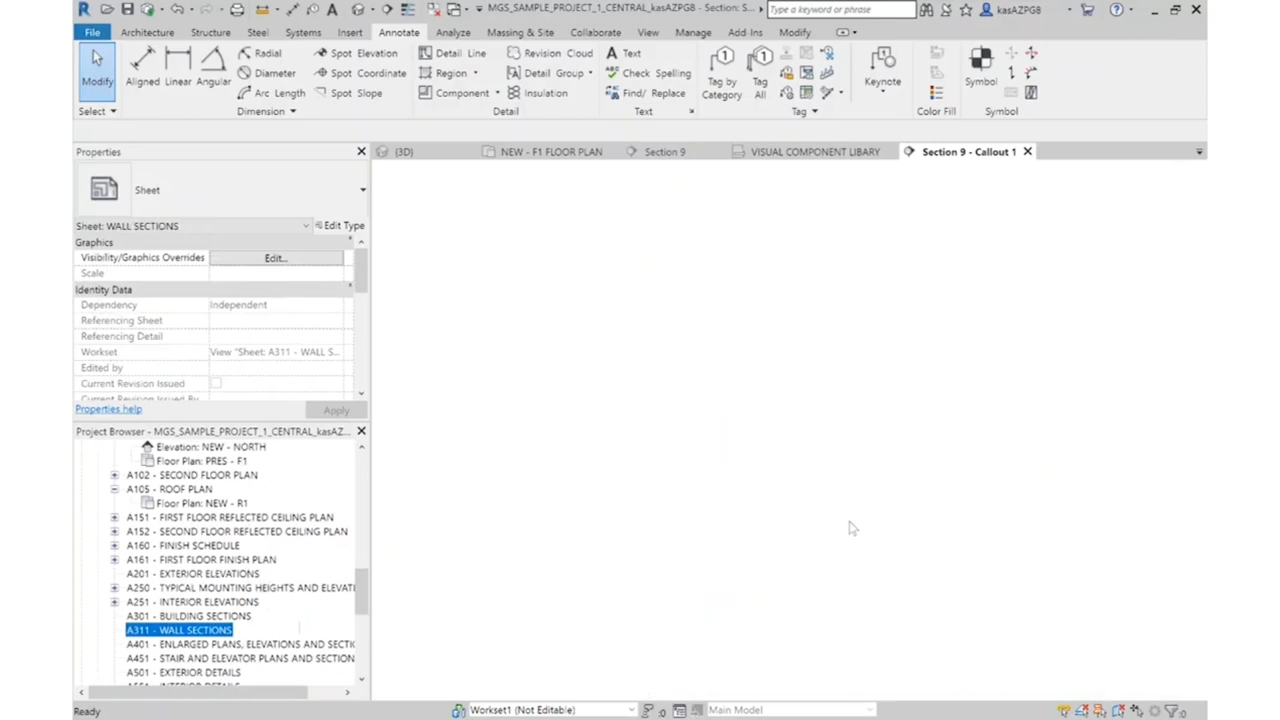 MGS_SAMPLE_PROJECT_1_CENTRAL_kasAZPGB - Section: S...
Type a keyword or phrase
kasAZPGB
File Architecture Structure Steel Systems Insert Annotate Analyze Massing & Site Collaborate View Manage Add-Ins Modify
Modify
Select
Aligned
Linear
Angular
Radial
Diameter
Arc Length
Spot Elevation
Spot Coordinate
Spot Slope
Dimension
Detail Line
Region
Component
Revision Cloud
Detail Group
Insulation
Detail
Text
Check Spelling
Find/ Replace
Text
Tag by
Category
Tag
All
Tag
Keynote
Color Fill
Symbol
Symbol
Properties
{3D}
NEW - F1 FLOOR PLAN
Section 9
VISUAL COMPONENT LIBARY
Section 9 - Callout 1
Sheet
Sheet: WALL SECTIONS
Edit Type
Graphics
Visibility/Graphics Overrides Edit...
Scale
Identity Data
Dependency Independent
Referencing Sheet
Referencing Detail
Workset View "Sheet: A311 - WALL S...
Edited by
Current Revision Issued
Current Revision Issued By
Properties help
Apply
Project Browser - MGS_SAMPLE_PROJECT_1_CENTRAL_kasAZ...
Elevation: NEW - NORTH
Floor Plan: PRES - F1
A102 - SECOND FLOOR PLAN
A105 - ROOF PLAN
Floor Plan: NEW - R1
A151 - FIRST FLOOR REFLECTED CEILING PLAN
A152 - SECOND FLOOR REFLECTED CEILING PLAN
A160 - FINISH SCHEDULE
A161 - FIRST FLOOR FINISH PLAN
A201 - EXTERIOR ELEVATIONS
A250 - TYPICAL MOUNTING HEIGHTS AND ELEVATI
A251 - INTERIOR ELEVATIONS
A301 - BUILDING SECTIONS
A311 - WALL SECTIONS
A401 - ENLARGED PLANS, ELEVATIONS AND SECTI
A451 - STAIR AND ELEVATOR PLANS AND SECTION
A501 - EXTERIOR DETAILS
Ready
Workset1 (Not Editable)
:0
Main Model
:0